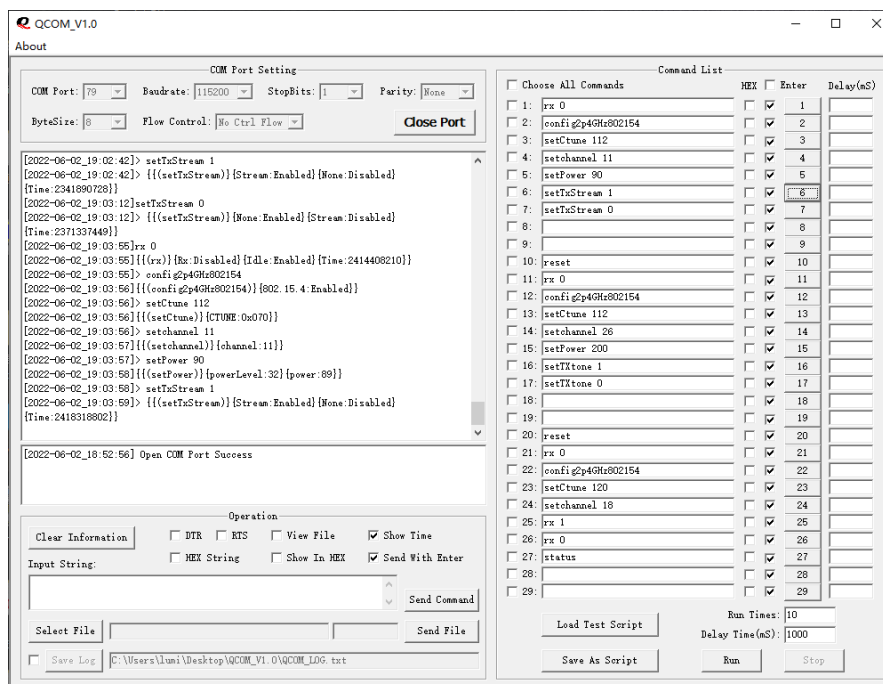 QCOM_V1.0
About
COM Port Setting
COM Port: 79 Baudrate: 115200 StopBits: 1 Parity: None
ByteSize: 8 Flow Control: No Ctrl Flow Close Port
[2022-06-02_19:02:42]> setTxStream 1
[2022-06-02_19:02:42]> {{(setTxStream)}{Stream:Enabled}{None:Disabled}
{Time:2341890728}}
[2022-06-02_19:03:12]setTxStream 0
[2022-06-02_19:03:12]> {{(setTxStream)}{None:Enabled}{Stream:Disabled}
{Time:2371337449}}
[2022-06-02_19:03:55]rx 0
[2022-06-02_19:03:55]{{(rx)}{Rx:Disabled}{Idle:Enabled}{Time:2414408210}}
[2022-06-02_19:03:55]> config2p4GHz802154
[2022-06-02_19:03:56]{{(config2p4GHz802154)}{802.15.4:Enabled}}
[2022-06-02_19:03:56]> setCtune 112
[2022-06-02_19:03:56]{{(setCtune)}{CTUNE:0x070}}
[2022-06-02_19:03:56]> setchannel 11
[2022-06-02_19:03:57]{{(setchannel)}{channel:11}}
[2022-06-02_19:03:57]> setPower 90
[2022-06-02_19:03:58]{{(setPower)}{powerLevel:32}{power:89}}
[2022-06-02_19:03:58]> setTxStream 1
[2022-06-02_19:03:59]> {{(setTxStream)}{Stream:Enabled}{None:Disabled}
{Time:2418318802}}
[2022-06-02_18:52:56] Open COM Port Success
Operation
Clear Information DTR RTS View File Show Time
HEX String Show In HEX Send With Enter
Input String:
Send Command
Select File Send File
Save Log C:\Users\lumi\Desktop\QCOM_V1.0\QCOM_LOG.txt
Command List
Choose All Commands HEX Enter Delay(mS)
1: rx 0 1
2: config2p4GHz802154 2
3: setCtune 112 3
4: setchannel 11 4
5: setPower 90 5
6: setTxStream 1 6
7: setTxStream 0 7
8: 8
9: 9
10: reset 10
11: rx 0 11
12: config2p4GHz802154 12
13: setCtune 112 13
14: setchannel 26 14
15: setPower 200 15
16: setTXtone 1 16
17: setTXtone 0 17
18: 18
19: 19
20: reset 20
21: rx 0 21
22: config2p4GHz802154 22
23: setCtune 120 23
24: setchannel 18 24
25: rx 1 25
26: rx 0 26
27: status 27
28: 28
29: 29
Load Test Script Run Times: 10
Delay Time(mS): 1000
Save As Script Run Stop